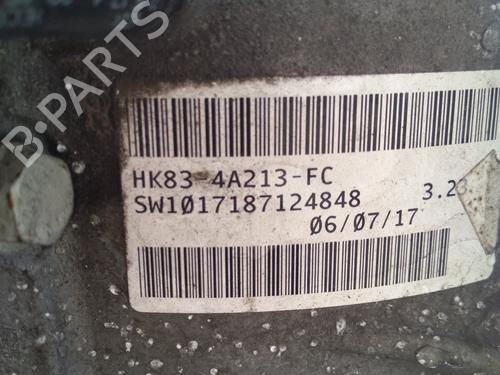 B-PARTS
HK83 4A213-FC
SW1017187124848
3.23
06/07/17